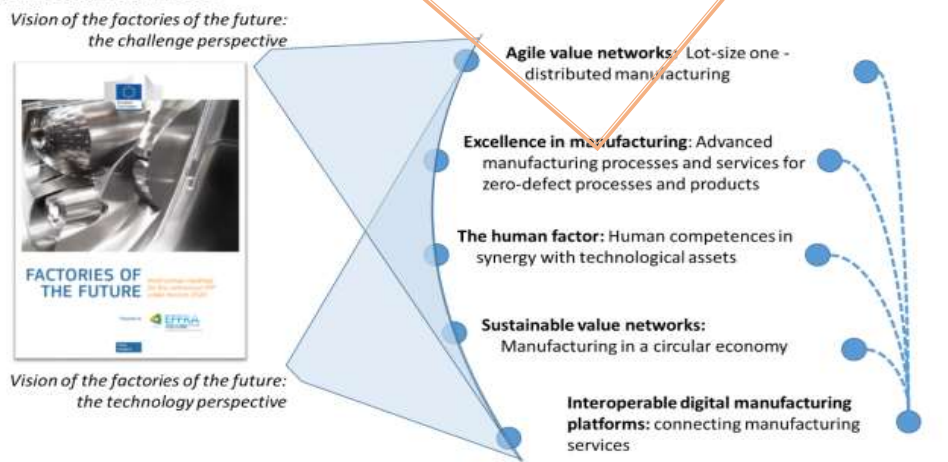 Vision of the factories of the future:
the challenge perspective
FACTORIES OF
THE FUTURE
EFFRA
Vision of the factories of the future:
the technology perspective
Agile value networks: Lot-size one -
distributed manufacturing
Excellence in manufacturing: Advanced
manufacturing processes and services for
zero-defect processes and products
The human factor: Human competences in
synergy with technological assets
Sustainable value networks:
Manufacturing in a circular economy
Interoperable digital manufacturing
platforms: connecting manufacturing
services